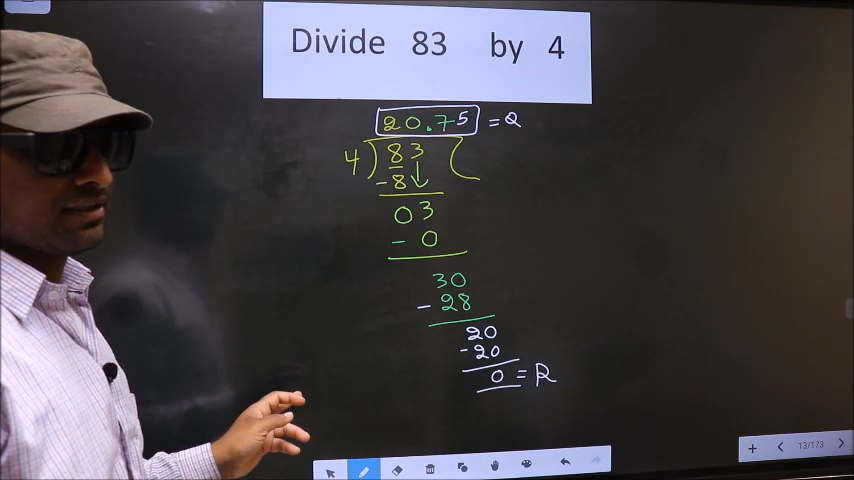 Divide 83 by 4
20.75 = Q
4 ) 83 (
- 8
03
- 0
30
- 28
20
- 20
0 = R
13/173